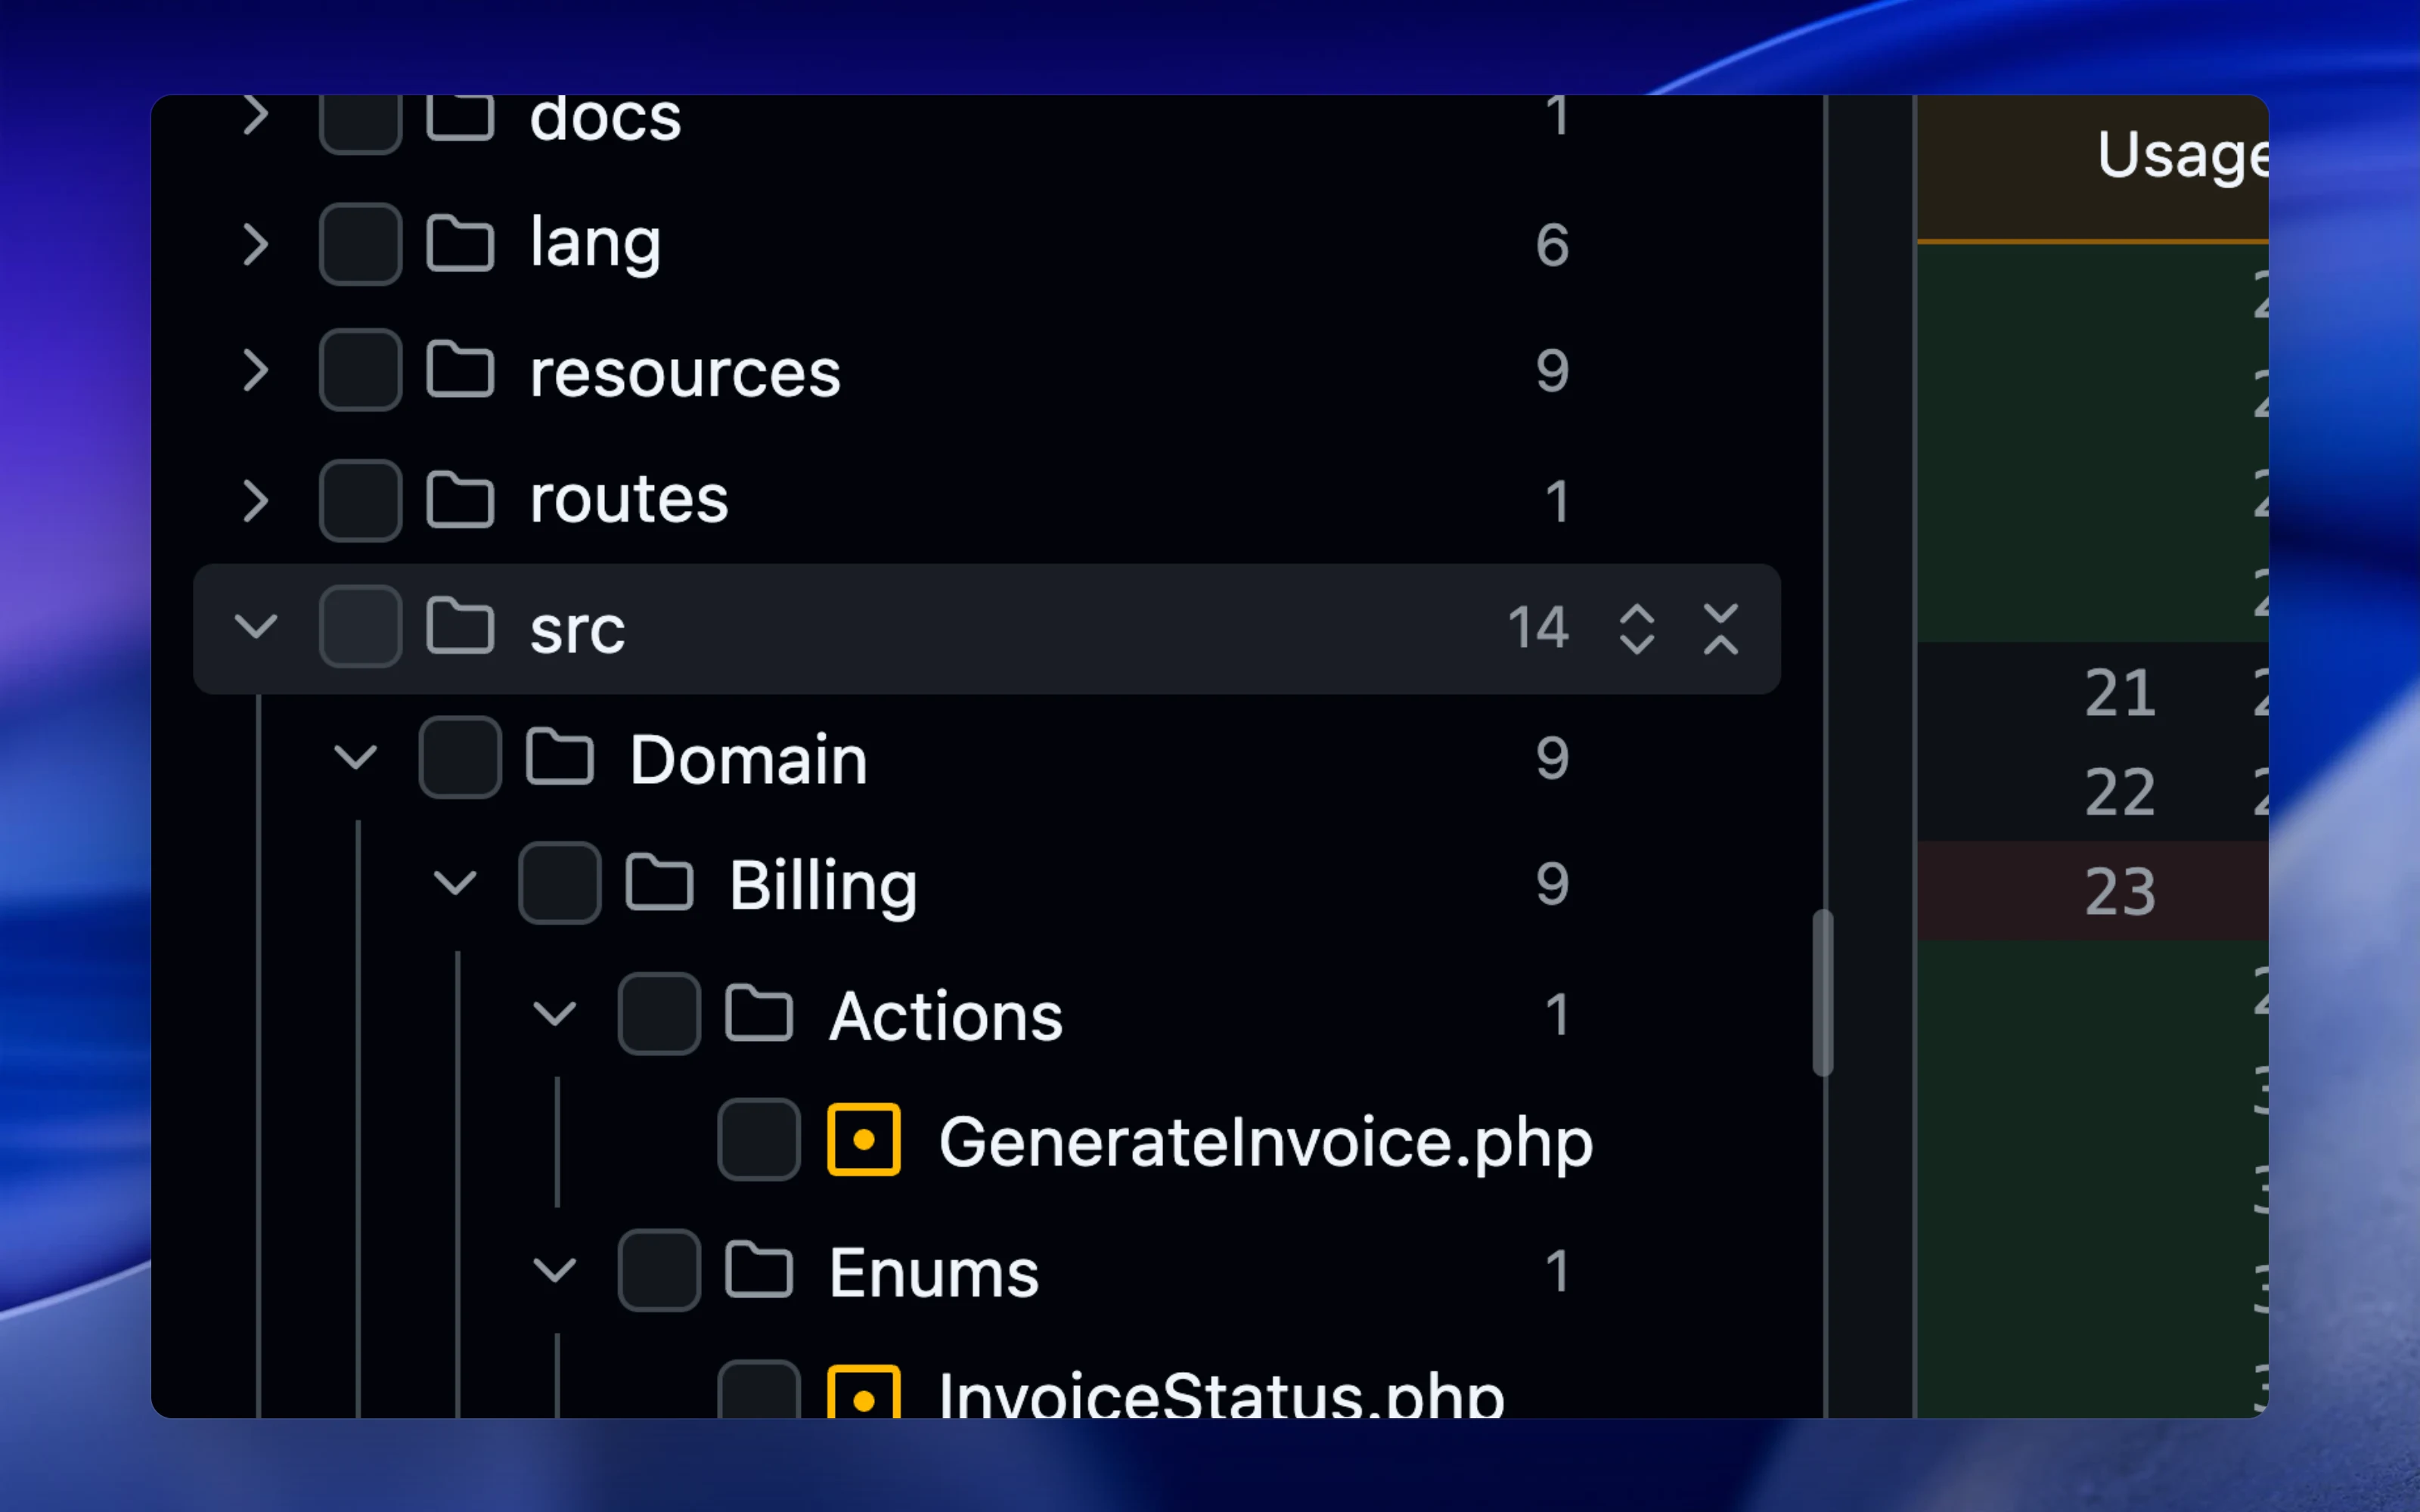 docs 1
lang 6
resources 9
routes 1
src 14
Domain 9
Billing 9
Actions 1
GenerateInvoice.php
Enums 1
InvoiceStatus.php
Usage
21
22
23